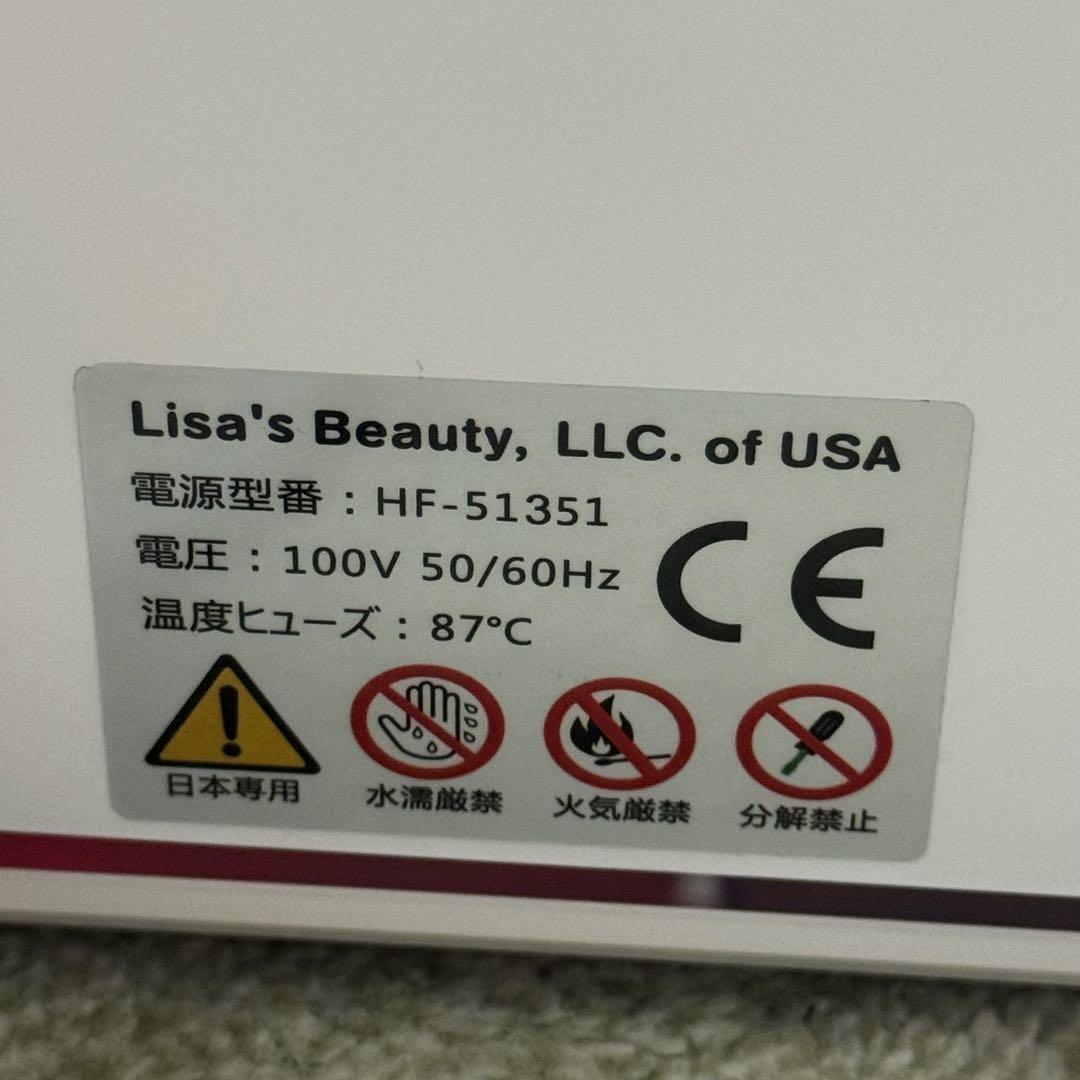 Lisa's Beauty, LLC. of USA
電源型番：HF-51351
電圧：100V 50/60Hz
温度ヒューズ：87℃
CE
日本専用
水濡厳禁
火気厳禁
分解禁止